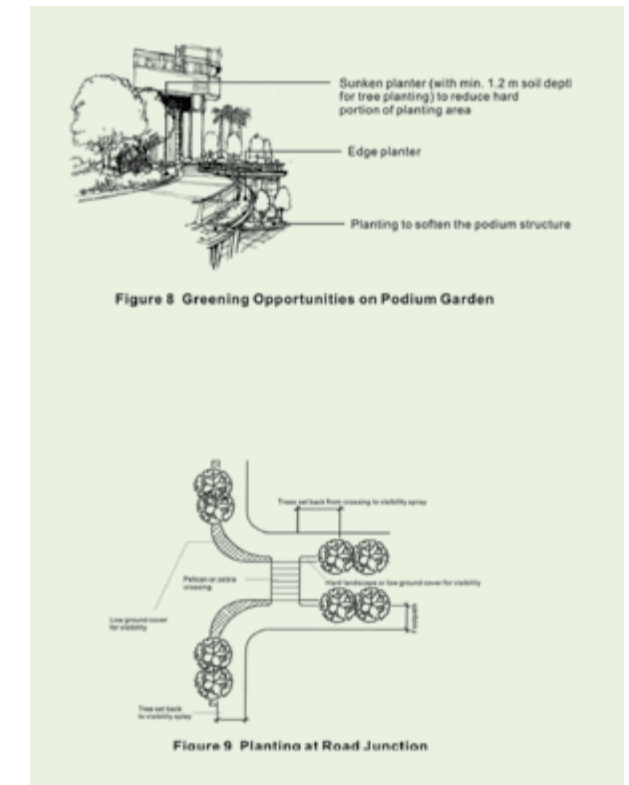 Sunken planter (with min. 1.2 m soil dept
for tree planting) to reduce hard
portion of planting area
Edge planter
Planting to soften the podium structure
Figure 8 Greening Opportunities on Podium Garden
Trees set back from crossing to visibility spray
Pelican or zebra
crossing
Hard landscape or low ground cover for visibility
Low ground cover
for visibility
Footpath
Tree set back
to visibility splay
Figure 9 Planting at Road Junction